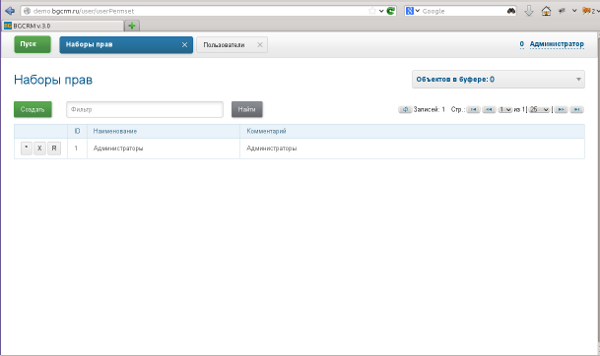 demo.bgcrm.ru/user/userPermset
Google
BGCRM v.3.0
Пуск
Наборы прав
Пользователи
0 Администратор
Наборы прав
Объектов в буфере: 0
Создать
Фильтр
Найти
Записей: 1 Стр.: 1 из 1 25
ID Наименование Комментарий
* X R 1 Администраторы Администраторы